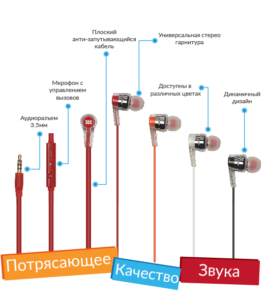 Плоский
анти-запутывающийся
кабель
Универсальная стерео
гарнитура
Микрофон с
управлением
вызовов
Доступны в
различных цветах
Динамичный
дизайн
Аудиоразъем
3,5мм
Потрясающее
Качество
Звука